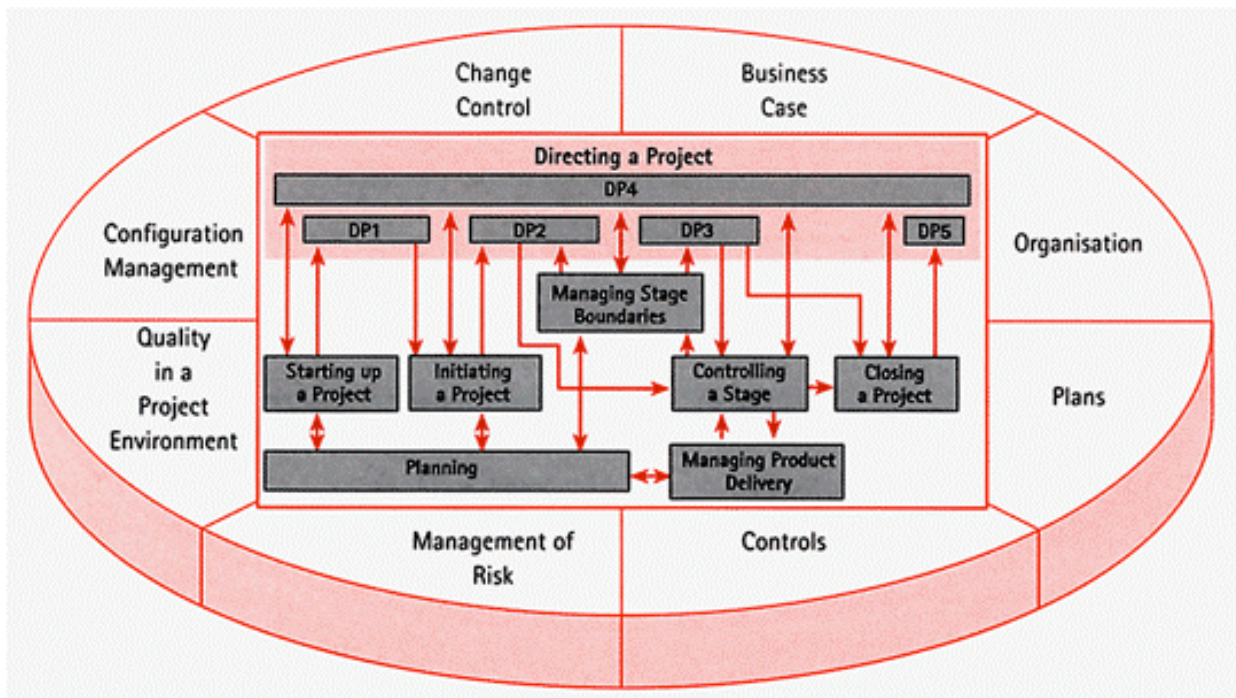 Change
Control
Business
Case
Configuration
Management
Organisation
Quality
in a
Project
Environment
Plans
Management of
Risk
Controls
Directing a Project
DP4
DP1
DP2
DP3
DP5
Managing Stage
Boundaries
Starting up
a Project
Initiating
a Project
Controlling
a Stage
Closing
a Project
Planning
Managing Product
Delivery